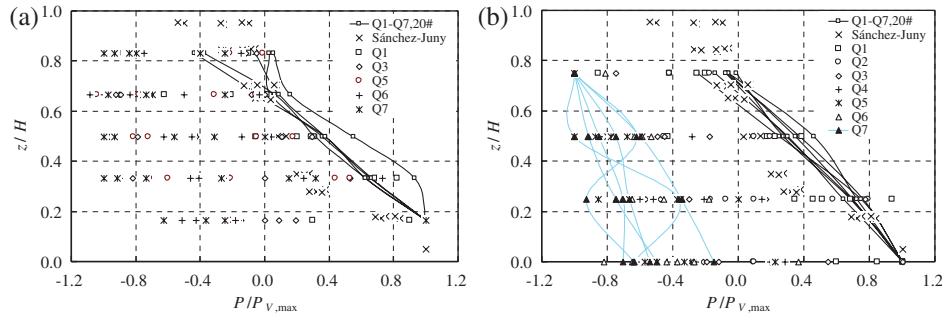 (a)
1.0
0.8
0.6
0.4
0.2
0.0
z / H
-1.2 -0.8 -0.4 0.0 0.4 0.8 1.2
P/P V,max
Q1-Q7,20#
Sánchez-Juny
Q1
Q3
Q5
Q6
Q7
(b)
1.0
0.8
0.6
0.4
0.2
0.0
z / H
-1.2 -0.8 -0.4 0.0 0.4 0.8 1.2
P/P V,max
Q1-Q7,20#
Sánchez-Juny
Q1
Q2
Q3
Q4
Q5
Q6
Q7